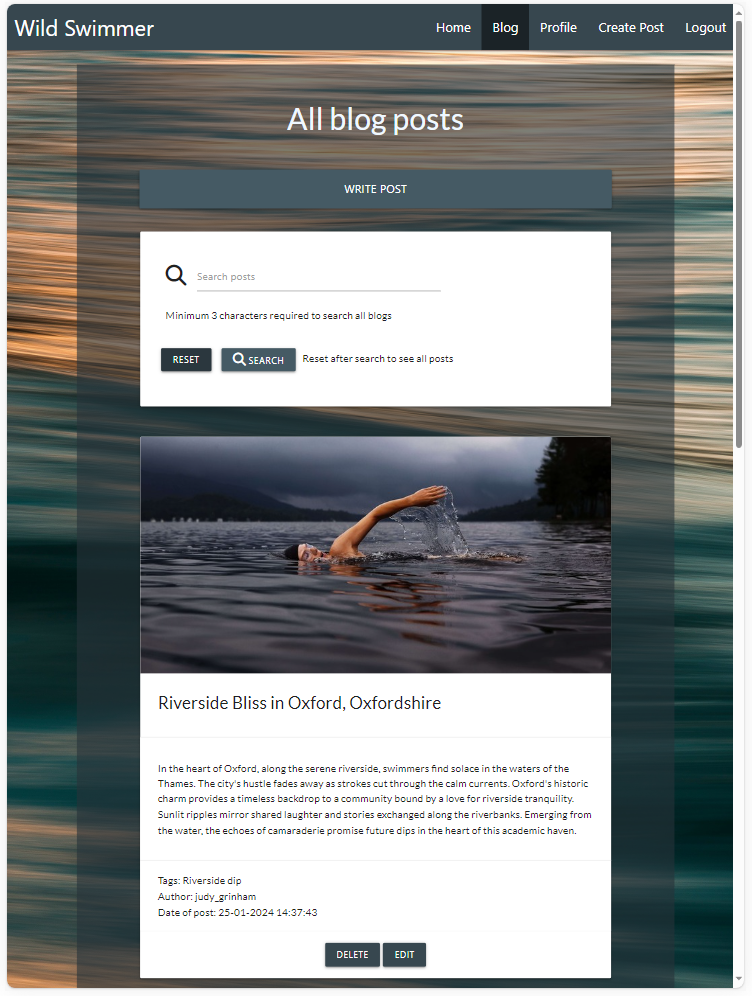 Wild Swimmer
Home Blog Profile Create Post Logout
All blog posts
WRITE POST
Search posts
Minimum 3 characters required to search all blogs
RESET SEARCH Reset after search to see all posts
Riverside Bliss in Oxford, Oxfordshire
In the heart of Oxford, along the serene riverside, swimmers find solace in the waters of the
Thames. The city's hustle fades away as strokes cut through the calm currents. Oxford's historic
charm provides a timeless backdrop to a community bound by a love for riverside tranquility.
Sunlit ripples mirror shared laughter and stories exchanged along the riverbanks. Emerging from
the water, the echoes of camaraderie promise future dips in the heart of this academic haven.
Tags: Riverside dip
Author: judy_grinham
Date of post: 25-01-2024 14:37:43
DELETE EDIT